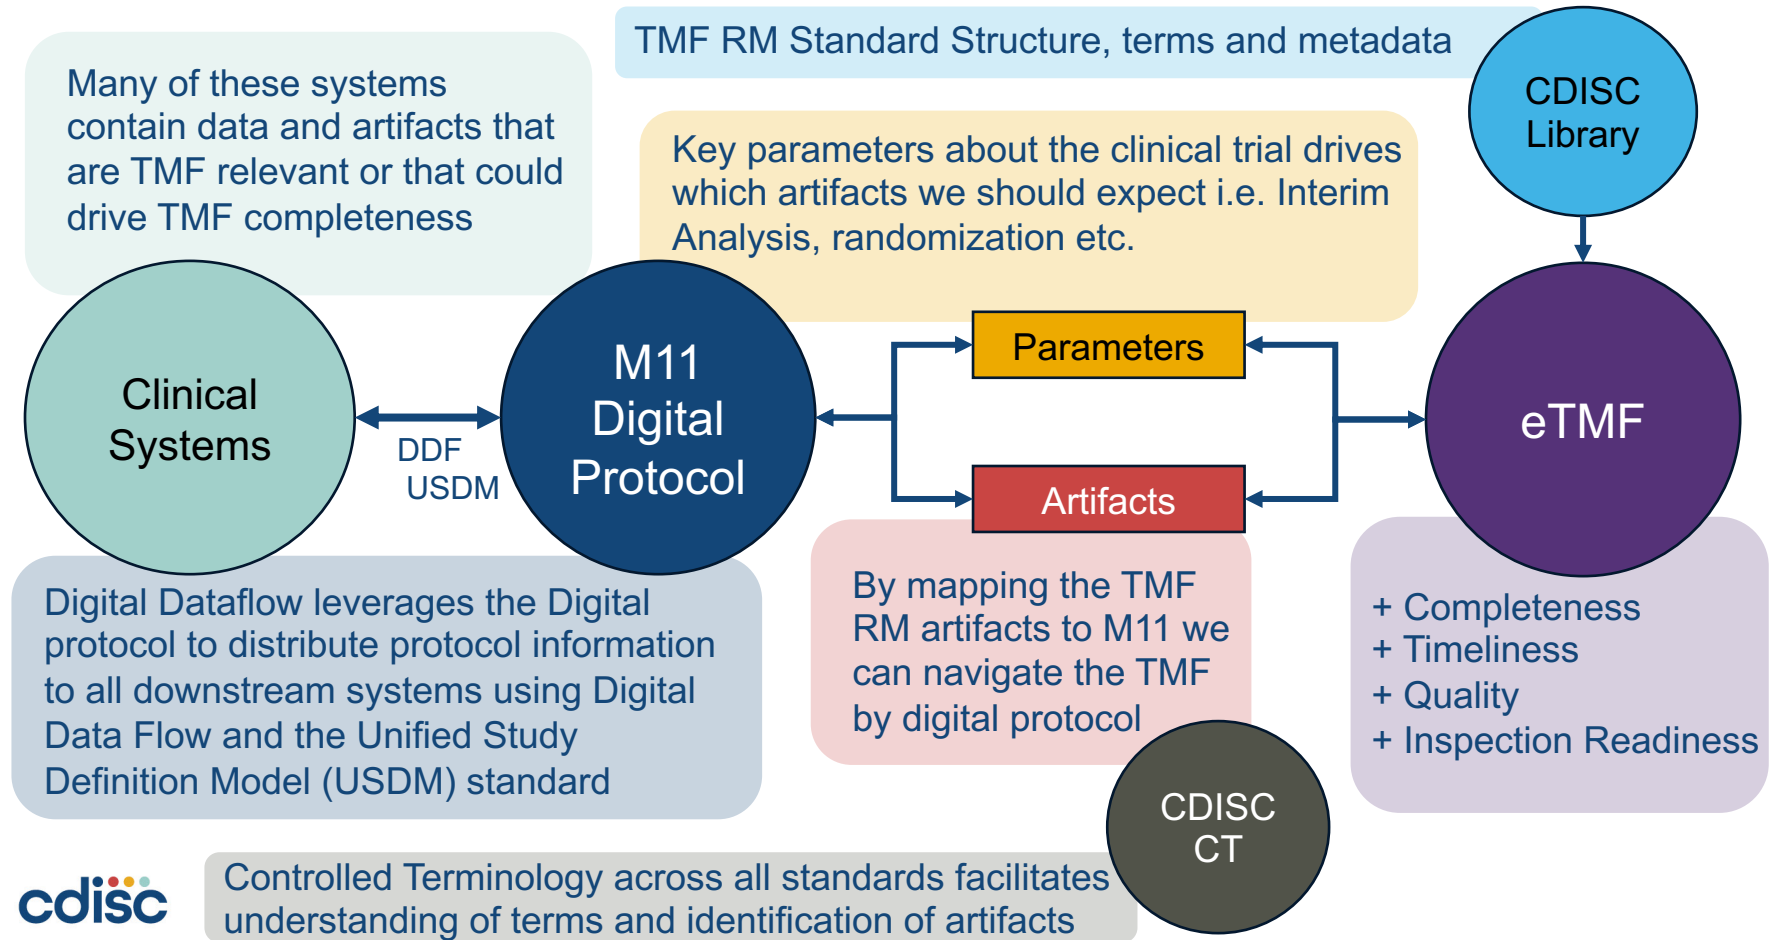 TMF RM Standard Structure, terms and metadata
CDISC
Library
Many of these systems
contain data and artifacts that
are TMF relevant or that could
drive TMF completeness
Key parameters about the clinical trial drives
which artifacts we should expect i.e. Interim
Analysis, randomization etc.
Clinical
Systems
DDF
USDM
M11
Digital
Protocol
Parameters
Artifacts
eTMF
Digital Dataflow leverages the Digital
protocol to distribute protocol information
to all downstream systems using Digital
Data Flow and the Unified Study
Definition Model (USDM) standard
By mapping the TMF
RM artifacts to M11 we
can navigate the TMF
by digital protocol
+ Completeness
+ Timeliness
+ Quality
+ Inspection Readiness
CDISC
CT
cdisc
Controlled Terminology across all standards facilitates
understanding of terms and identification of artifacts